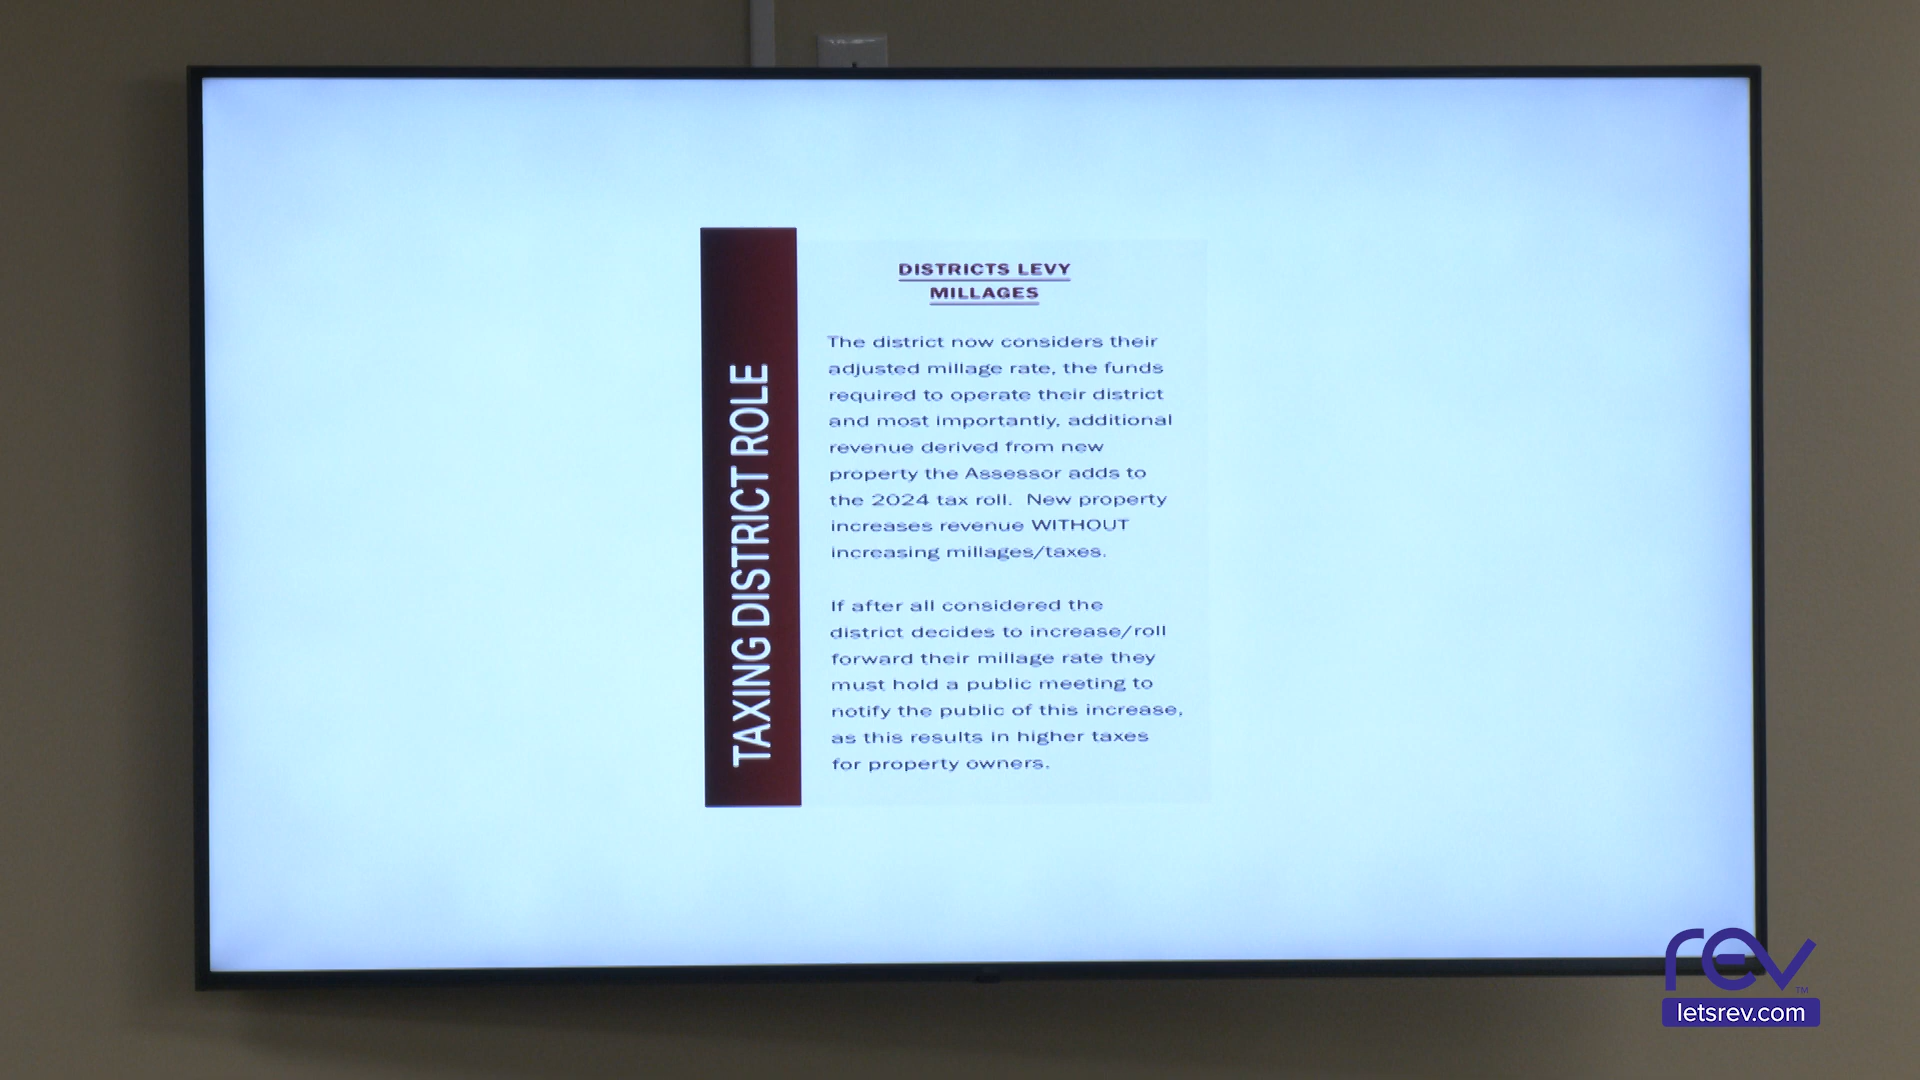 TAXING DISTRICT ROLE
DISTRICTS LEVY
MILLAGES
The district now considers their
adjusted millage rate, the funds
required to operate their district
and most importantly, additional
revenue derived from new
property the Assessor adds to
the 2024 tax roll.  New property
increases revenue WITHOUT
increasing millages/taxes.
If after all considered the
district decides to increase/roll
forward their millage rate they
must hold a public meeting to
notify the public of this increase,
as this results in higher taxes
for property owners.
rev™
letsrev.com